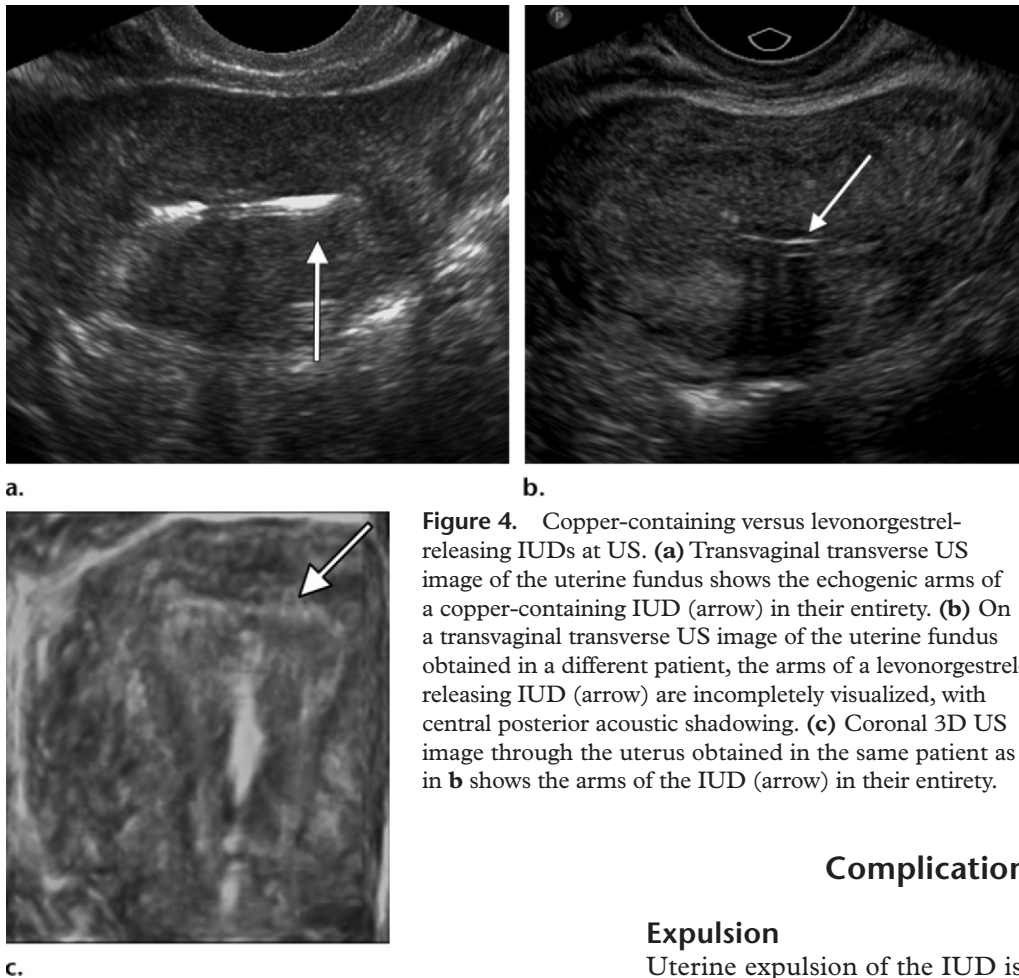 P
a.
b.
Figure 4. Copper-containing versus levonorgestrel-
releasing IUDs at US. (a) Transvaginal transverse US
image of the uterine fundus shows the echogenic arms of
a copper-containing IUD (arrow) in their entirety. (b) On
a transvaginal transverse US image of the uterine fundus
obtained in a different patient, the arms of a levonorgestrel-
releasing IUD (arrow) are incompletely visualized, with
central posterior acoustic shadowing. (c) Coronal 3D US
image through the uterus obtained in the same patient as
in b shows the arms of the IUD (arrow) in their entirety.
c.
Complication
Expulsion
Uterine expulsion of the IUD is